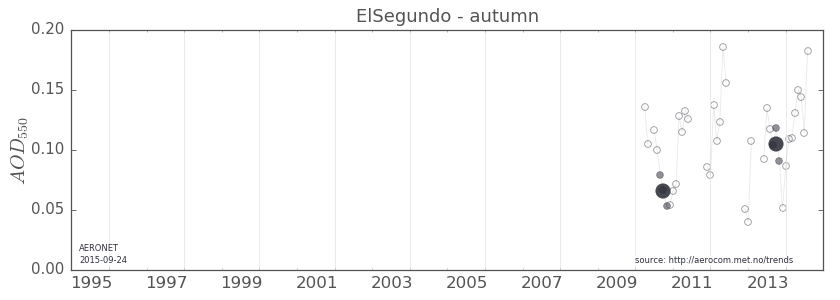 ElSegundo - autumn
0.20
0.15
0.10
0.05
0.00
AOD550
AERONET
2015-09-24
source: http://aerocom.met.no/trends
1995 1997 1999 2001 2003 2005 2007 2009 2011 2013